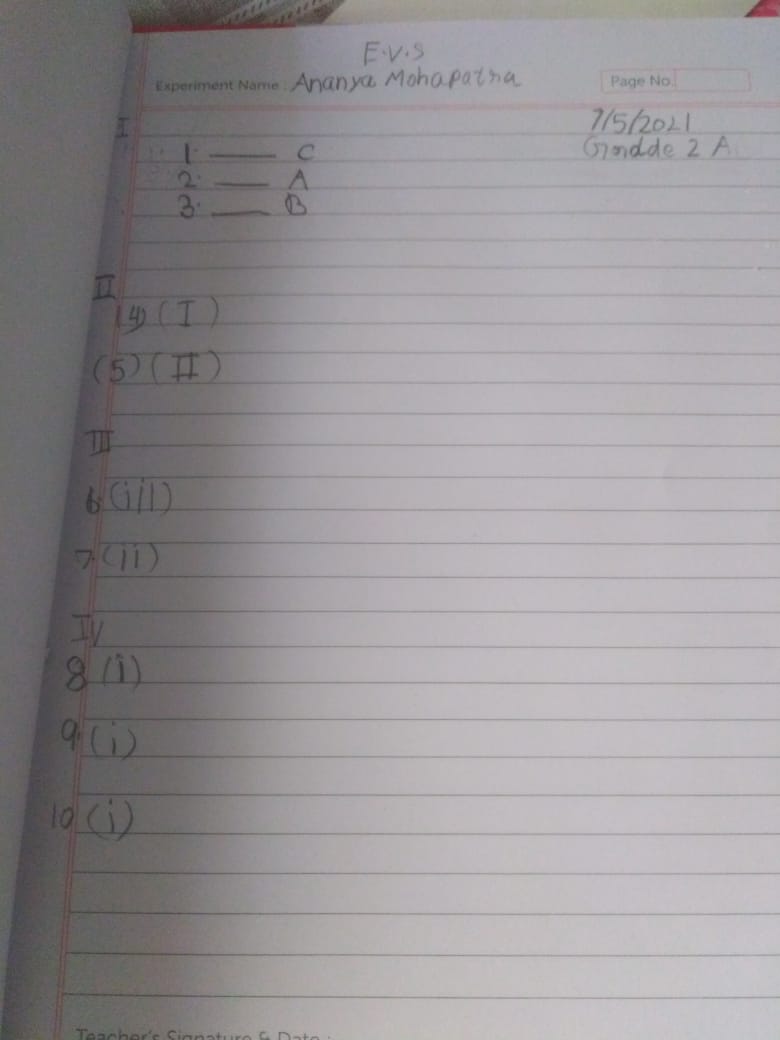 E.V.S
Experiment Name : Ananya Mohapatra
Page No.
7/5/2021
Gradde 2 A
I
1. — C
2. — A
3. — B
II
(4) (I)
(5) (II)
III
6. (iii)
7. (ii)
IV
8 (i)
9. (i)
10 (i)
Teacher's Signature & Date :